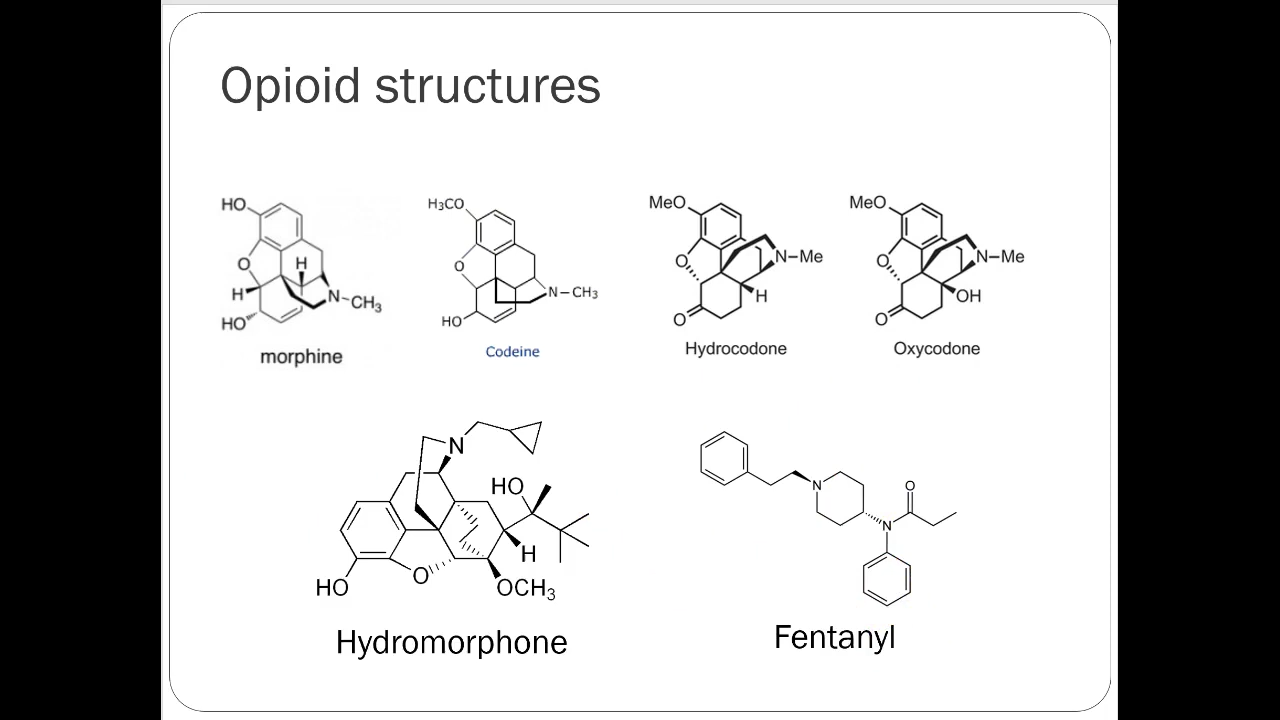 Opioid structures
HO
O
H
H
HO
N
CH₃
morphine
H₃CO
O
HO
N
CH₃
Codeine
MeO
O
N
Me
H
O
Hydrocodone
MeO
O
N
Me
OH
O
Oxycodone
N
HO
H
O
OCH₃
HO
Hydromorphone
N
O
N
Fentanyl